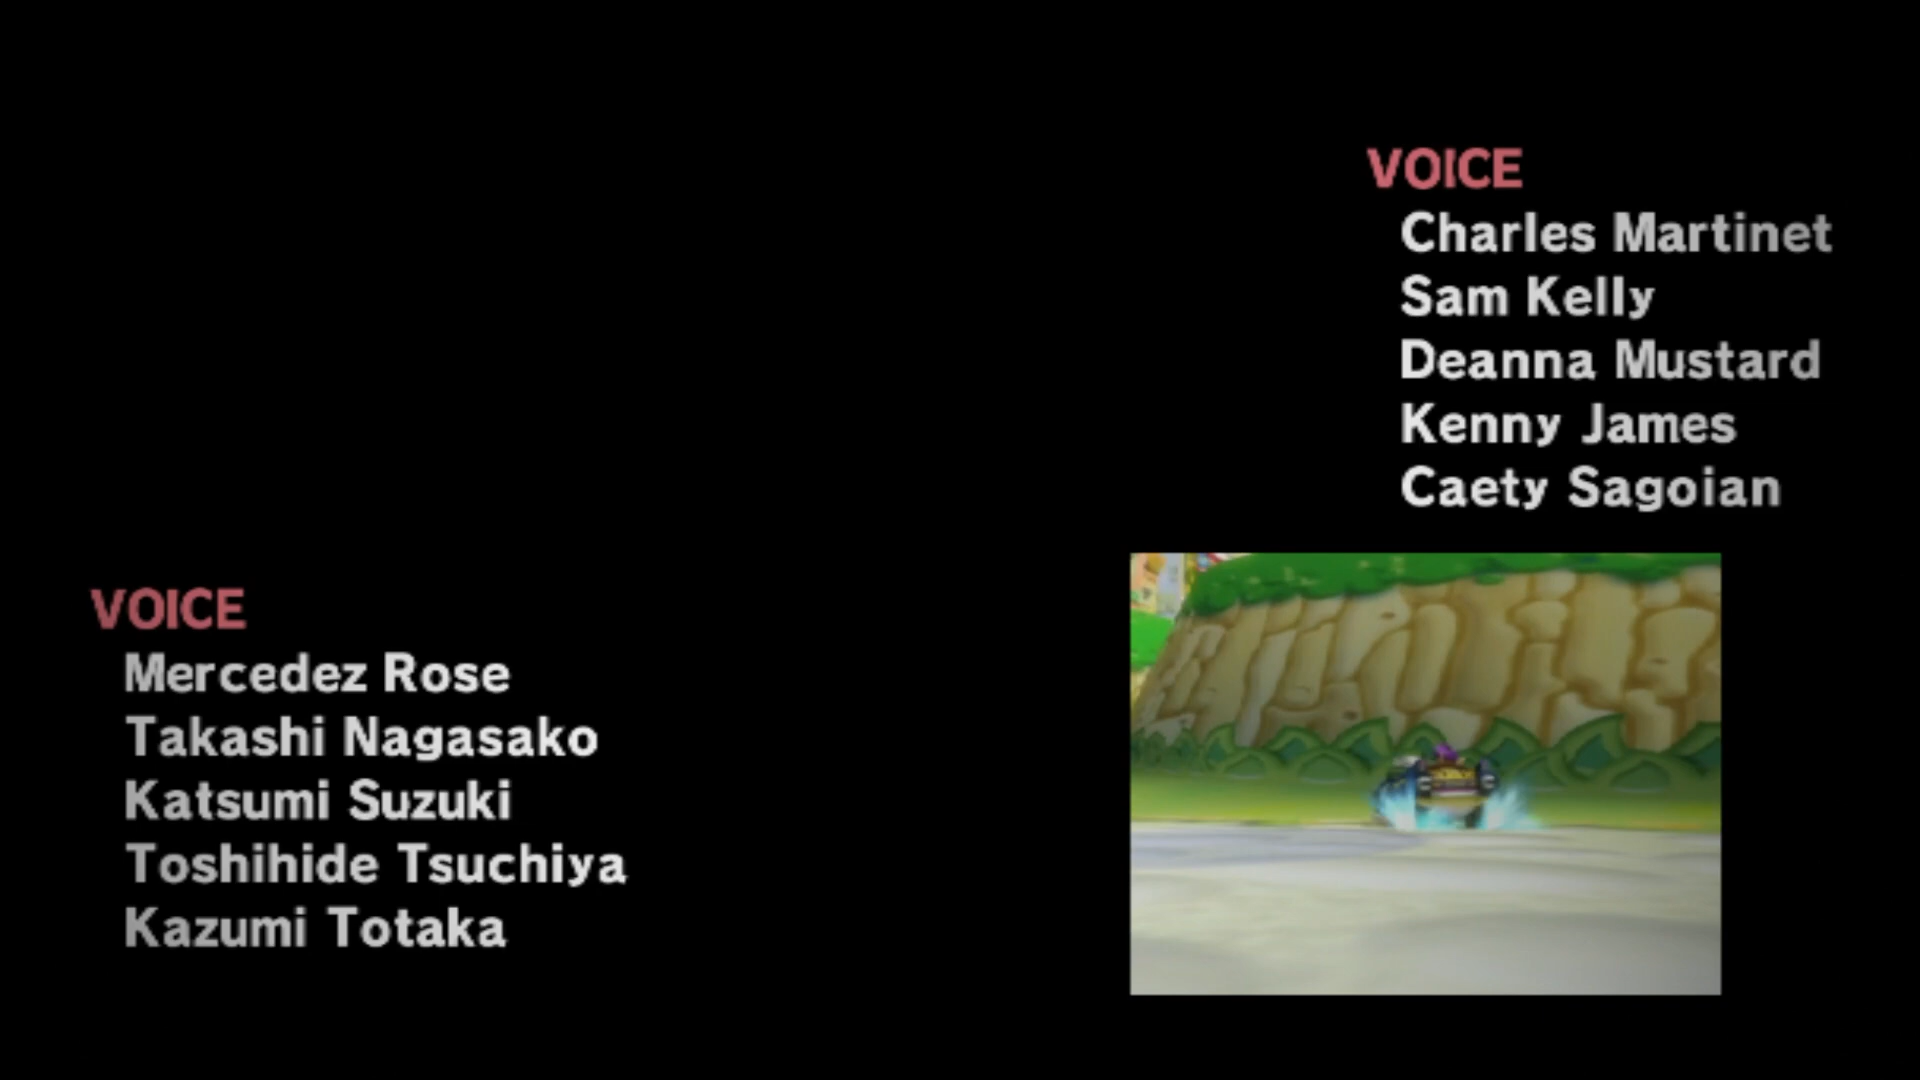 VOICE
Charles Martinet
Sam Kelly
Deanna Mustard
Kenny James
Caety Sagoian
VOICE
Mercedez Rose
Takashi Nagasako
Katsumi Suzuki
Toshihide Tsuchiya
Kazumi Totaka